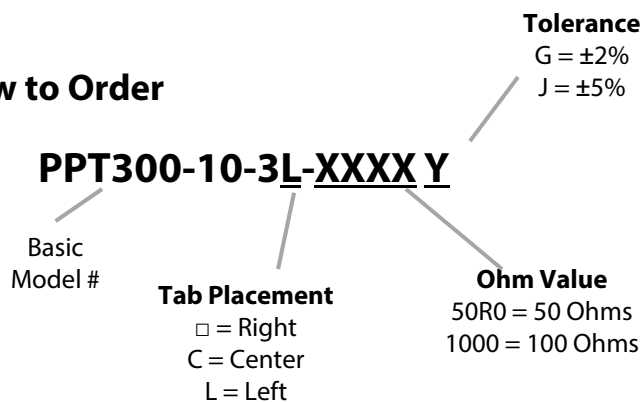 Tolerance
G = ±2%
J = ±5%
w to Order
PPT300-10-3L-XXXX Y
Basic
Model #
Tab Placement
□ = Right
C = Center
L = Left
Ohm Value
50R0 = 50 Ohms
1000 = 100 Ohms